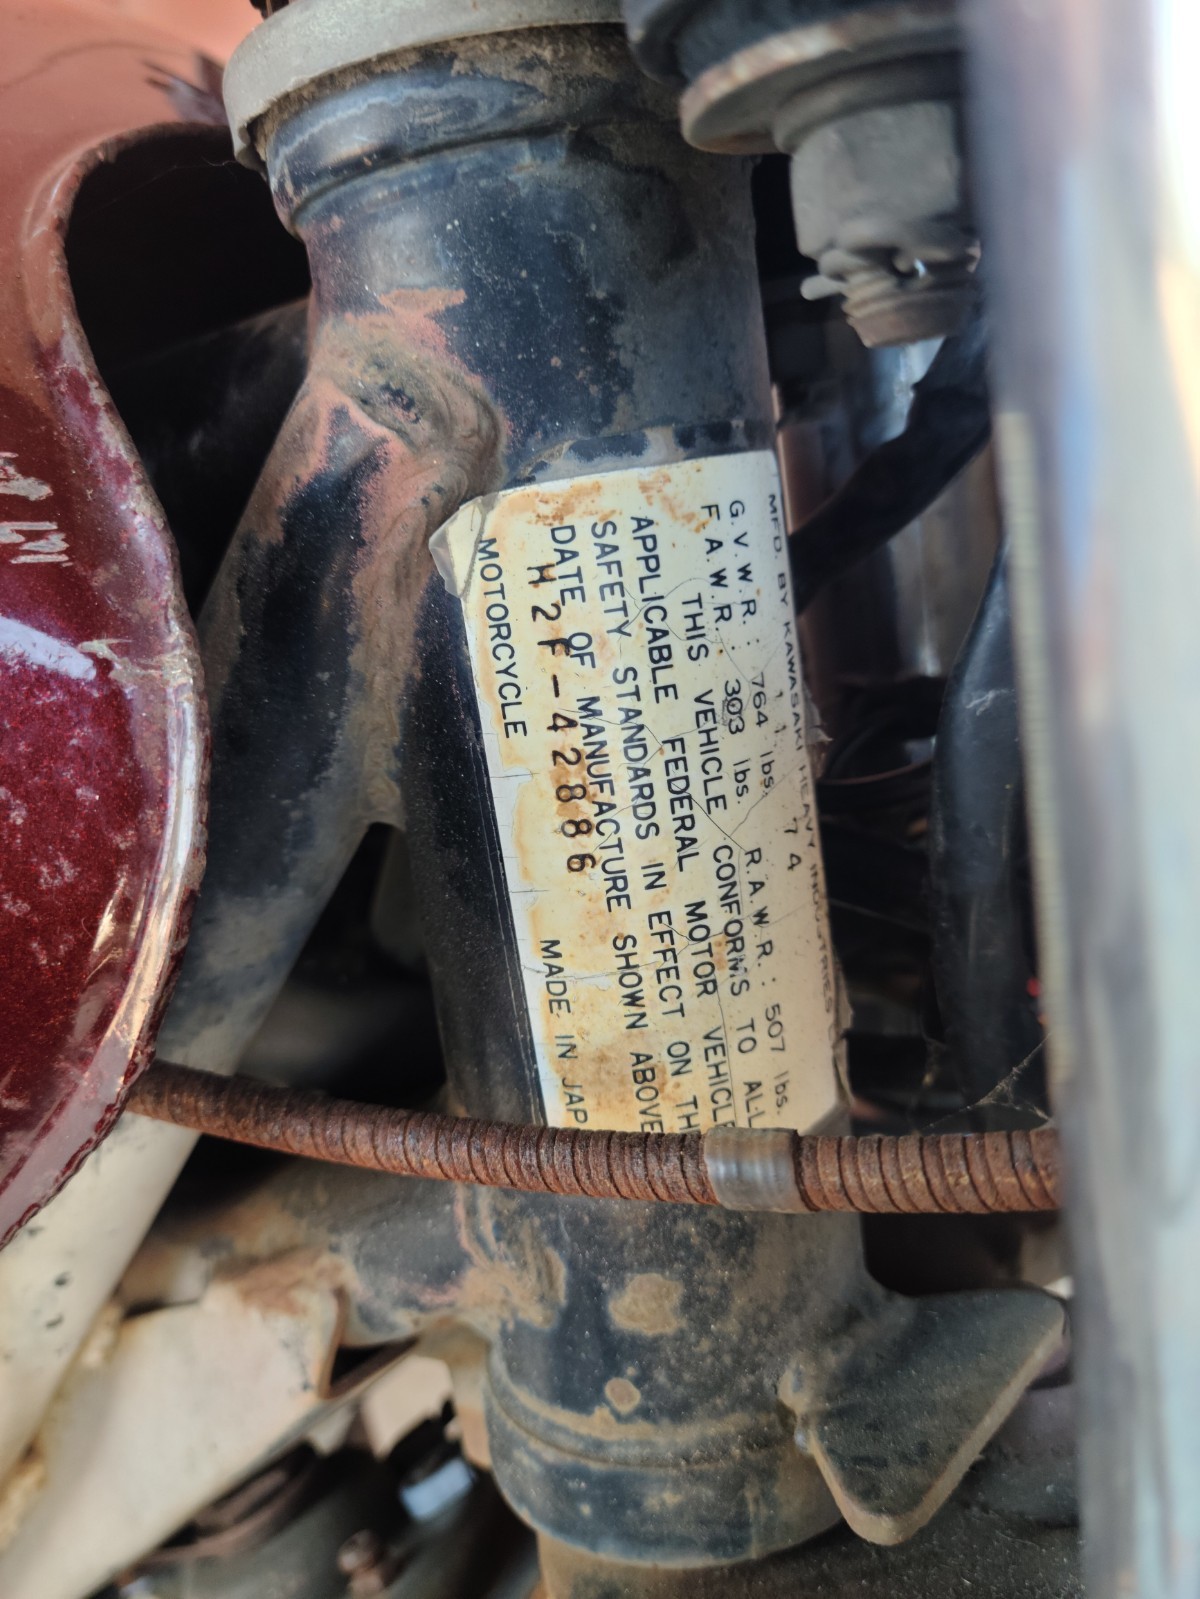 MFD. BY KAWASAKI HEAVY INDUSTRIES
11 74
G.V.W.R.: 764 lbs. R.A.W.R.: 507 lbs.
F.A.W.R.: 303 lbs.
THIS VEHICLE CONFORMS TO ALL
APPLICABLE FEDERAL MOTOR VEHICLE
SAFETY STANDARDS IN EFFECT ON TH
DATE OF MANUFACTURE SHOWN ABOVE
H2F-42886
MADE IN JAP
MOTORCYCLE